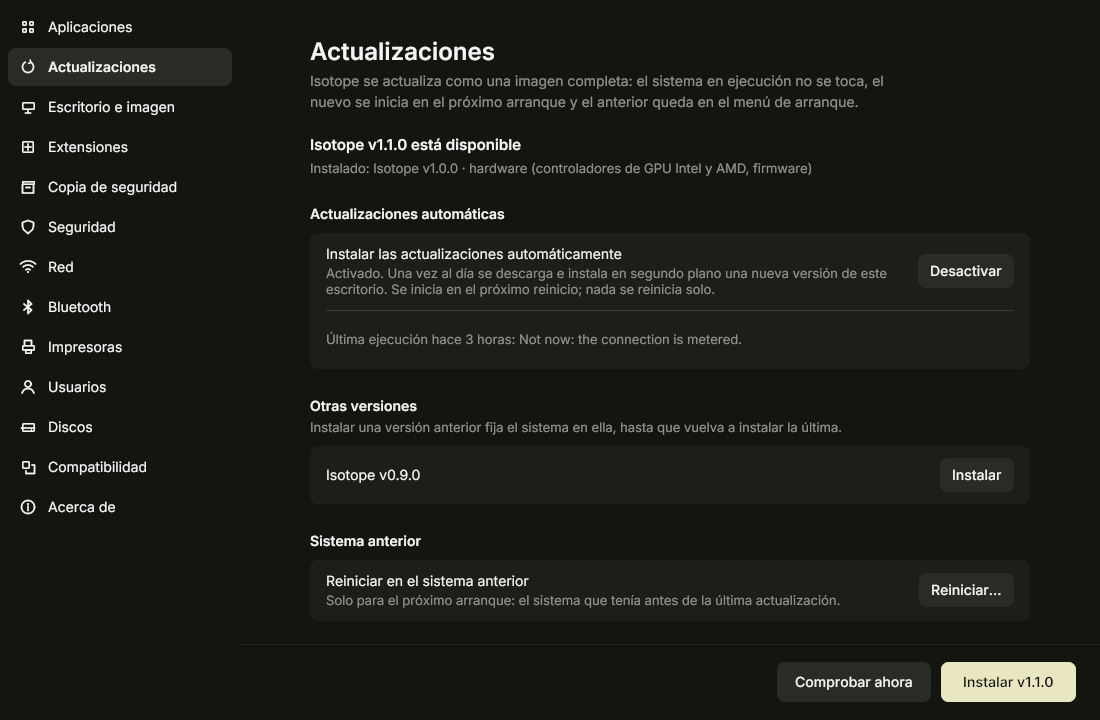 Aplicaciones
Actualizaciones
Escritorio e imagen
Extensiones
Copia de seguridad
Seguridad
Red
Bluetooth
Impresoras
Usuarios
Discos
Compatibilidad
Acerca de
Actualizaciones
Isotope se actualiza como una imagen completa: el sistema en ejecución no se toca, el
nuevo se inicia en el próximo arranque y el anterior queda en el menú de arranque.
Isotope v1.1.0 está disponible
Instalado: Isotope v1.0.0 · hardware (controladores de GPU Intel y AMD, firmware)
Actualizaciones automáticas
Instalar las actualizaciones automáticamente
Activado. Una vez al día se descarga e instala en segundo plano una nueva versión de este
escritorio. Se inicia en el próximo reinicio; nada se reinicia solo.
Desactivar
Última ejecución hace 3 horas: Not now: the connection is metered.
Otras versiones
Instalar una versión anterior fija el sistema en ella, hasta que vuelva a instalar la última.
Isotope v0.9.0
Instalar
Sistema anterior
Reiniciar en el sistema anterior
Solo para el próximo arranque: el sistema que tenía antes de la última actualización.
Reiniciar...
Comprobar ahora
Instalar v1.1.0